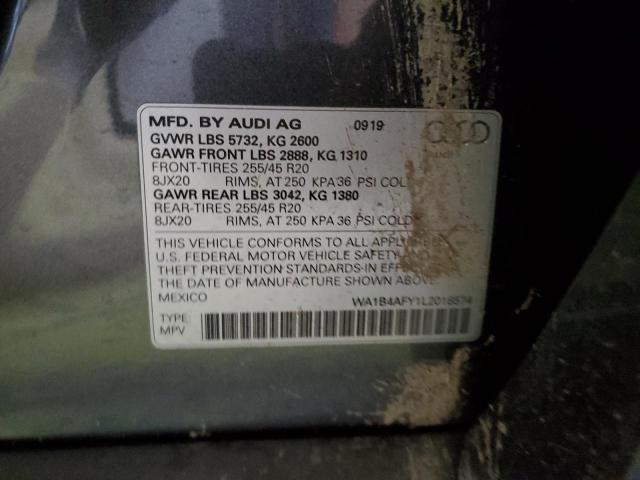 MFD. BY AUDI AG 0919
GVWR LBS 5732, KG 2600
GAWR FRONT LBS 2888, KG 1310
FRONT-TIRES 255/45 R20
8JX20 RIMS, AT 250 KPA 36 PSI COLD
GAWR REAR LBS 3042, KG 1380
REAR-TIRES 255/45 R20
8JX20 RIMS, AT 250 KPA 36 PSI COLD
THIS VEHICLE CONFORMS TO ALL
U.S. FEDERAL MOTOR VEHICLE SAFETY
THEFT PREVENTION STANDARDS IN EFFECT
THE DATE OF MANUFACTURE SHOWN ABOVE.
MEXICO WA1B4AFY1L2018574
TYPE:
MPV